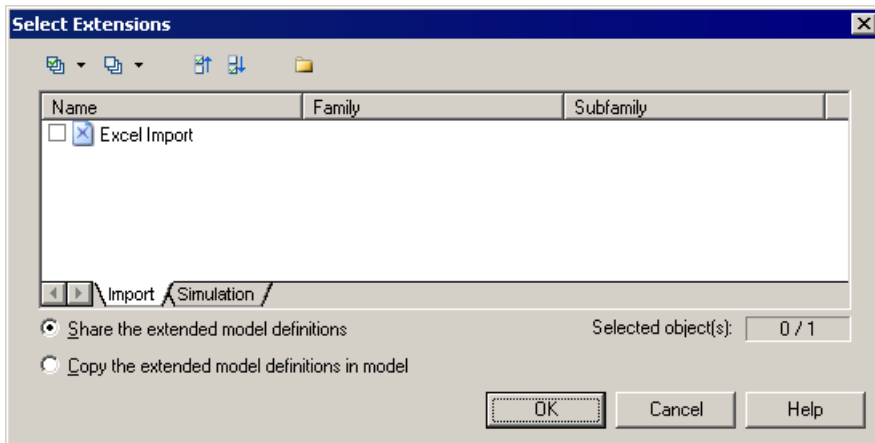 Select Extensions
Name Family Subfamily
Excel Import
Import Simulation
Share the extended model definitions Selected object(s): 0 / 1
Copy the extended model definitions in model
OK Cancel Help